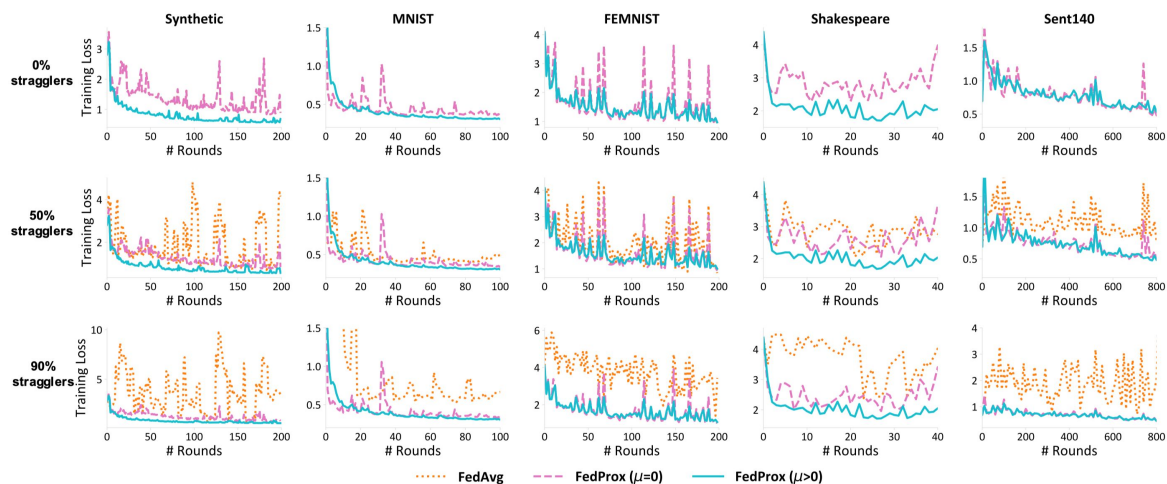 Synthetic MNIST FEMNIST Shakespeare Sent140
0% stragglers
Training Loss
3
2
1
0 50 100 150 200
# Rounds
1.5
1.0
0.5
0 20 40 60 80 100
# Rounds
4
3
2
1
0 50 100 150 200
# Rounds
4
3
2
0 10 20 30 40
# Rounds
1.5
1.0
0.5
0 200 400 600 800
# Rounds
50% stragglers
Training Loss
4
2
0 50 100 150 200
# Rounds
1.5
1.0
0.5
0 20 40 60 80 100
# Rounds
4
3
2
1
0 50 100 150 200
# Rounds
4
3
2
0 10 20 30 40
# Rounds
1.5
1.0
0.5
0 200 400 600 800
# Rounds
90% stragglers
Training Loss
10
5
0 50 100 150 200
# Rounds
1.5
1.0
0.5
0 20 40 60 80 100
# Rounds
6
4
2
0 50 100 150 200
# Rounds
4
3
2
0 10 20 30 40
# Rounds
4
3
2
1
0 200 400 600 800
# Rounds
FedAvg FedProx (μ=0) FedProx (μ>0)